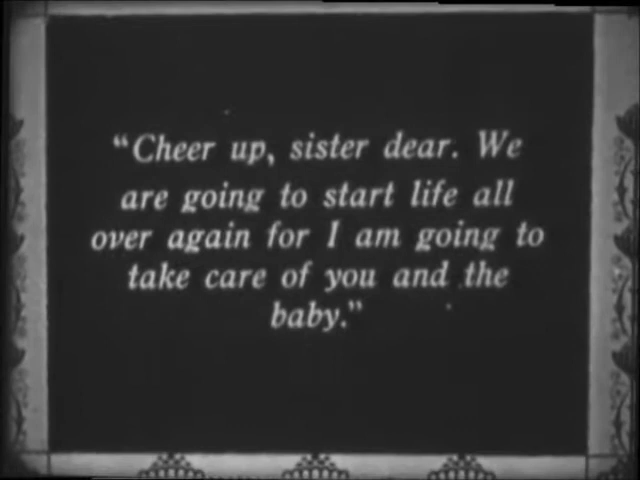 “Cheer up, sister dear. We
are going to start life all
over again for I am going to
take care of you and the
baby.”